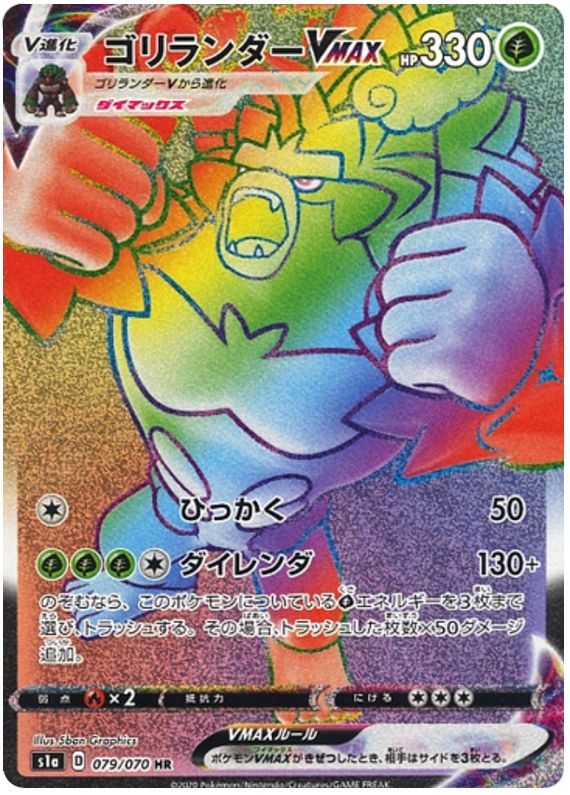 V進化 ゴリランダーVMAX HP330
ゴリランダーVから進化
ダイマックス
ひっかく 50
ダイレンダ 130+
のぞむなら、このポケモンについているエネルギーを3枚まで
選び、トラッシュする。その場合、トラッシュした枚数×50ダメージ
追加。
弱点 ×2 抵抗力 にげる
Illus. 5ban Graphics
VMAXルール
s1a D 079/070 HR
ポケモンVMAXがきぜつしたとき、相手はサイドを3枚とる。
©2020 Pokémon/Nintendo/Creatures/GAME FREAK.